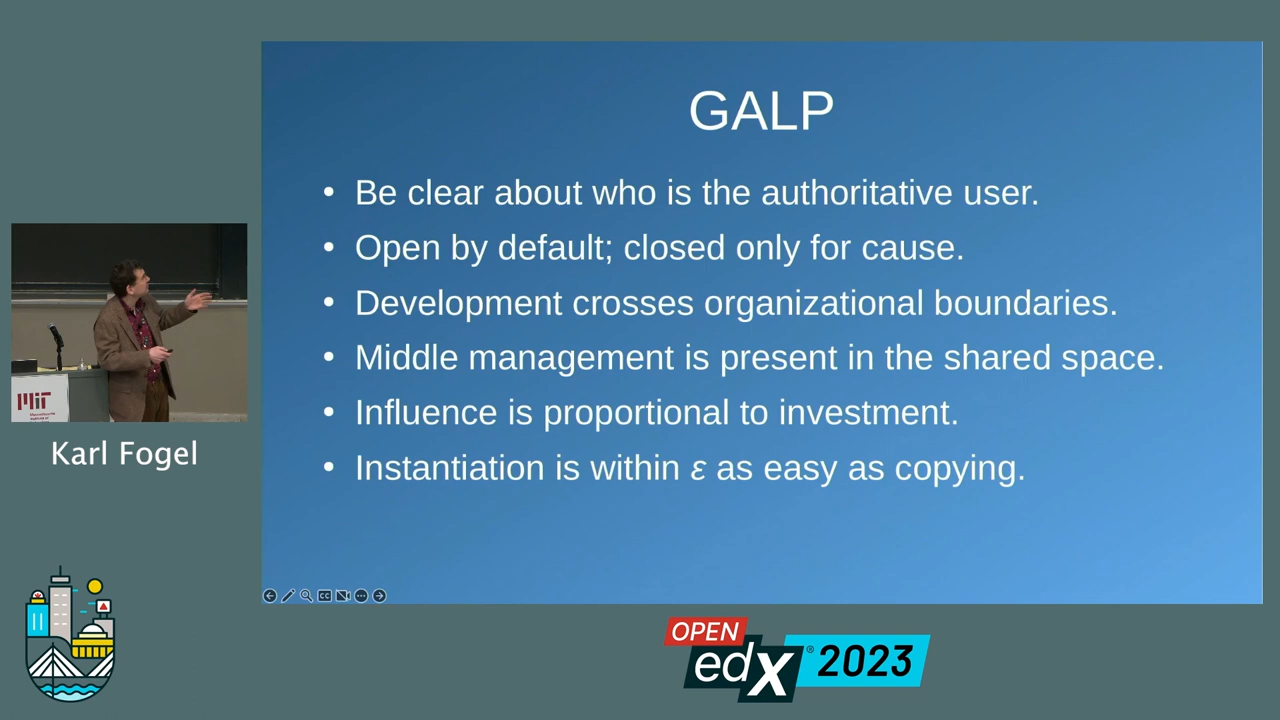 GALP
• Be clear about who is the authoritative user.
• Open by default; closed only for cause.
• Development crosses organizational boundaries.
• Middle management is present in the shared space.
• Influence is proportional to investment.
• Instantiation is within ε as easy as copying.
MIT
Karl Fogel
CC
OPEN
edX® 2023